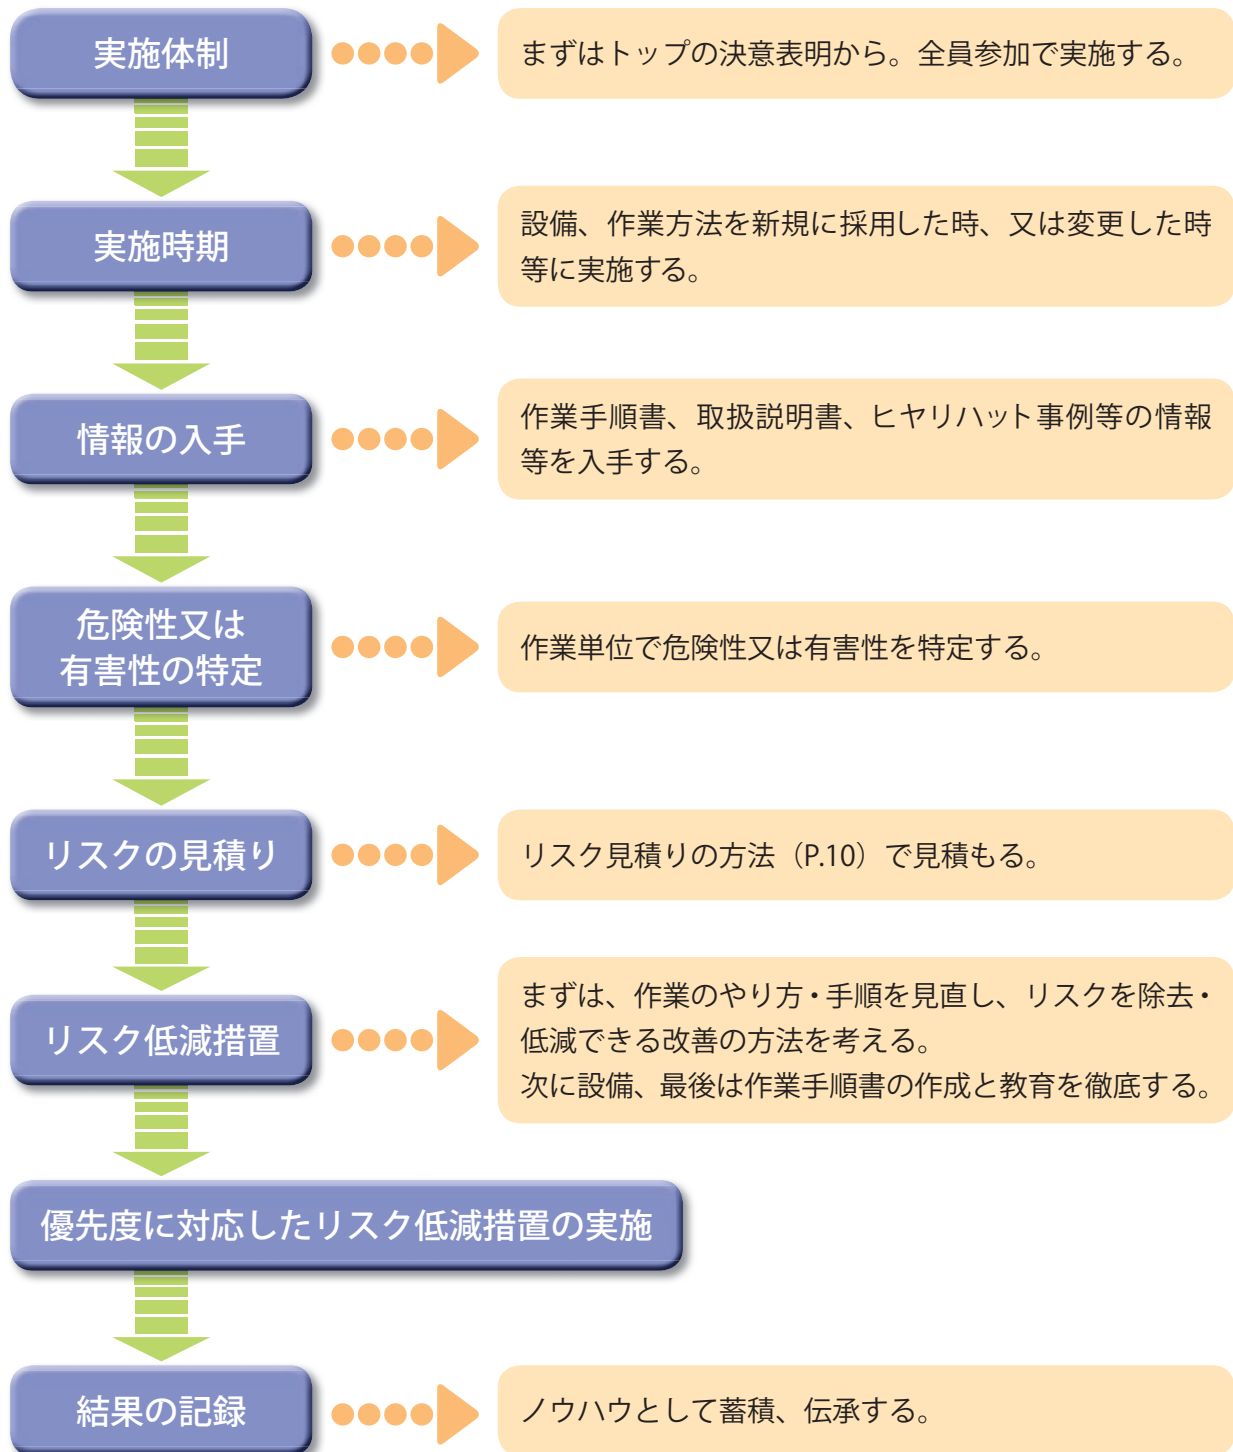 実施体制
まずはトップの決意表明から。全員参加で実施する。
実施時期
設備、作業方法を新規に採用した時、又は変更した時
等に実施する。
情報の入手
作業手順書、取扱説明書、ヒヤリハット事例等の情報
等を入手する。
危険性又は
有害性の特定
作業単位で危険性又は有害性を特定する。
リスクの見積り
リスク見積りの方法（P.10）で見積もる。
リスク低減措置
まずは、作業のやり方・手順を見直し、リスクを除去・
低減できる改善の方法を考える。
次に設備、最後は作業手順書の作成と教育を徹底する。
優先度に対応したリスク低減措置の実施
結果の記録
ノウハウとして蓄積、伝承する。